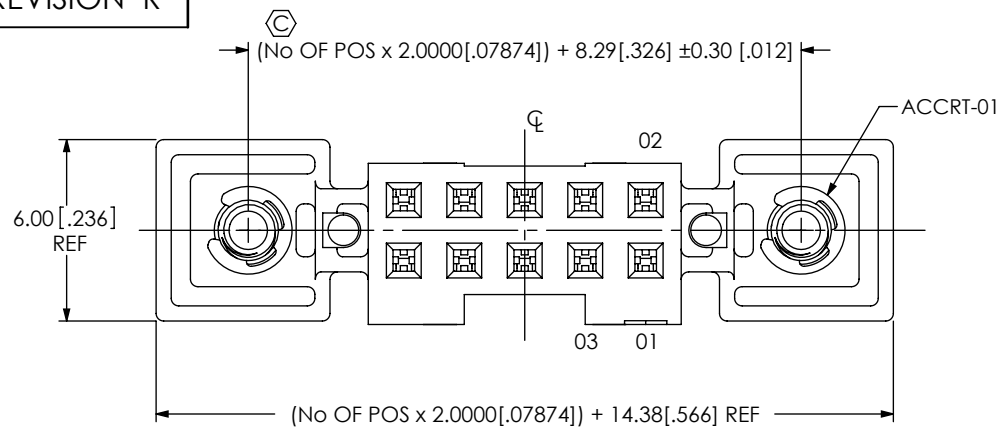 REVISION R
C
(No OF POS x 2.0000[.07874]) + 8.29[.326] ±0.30 [.012]
ACCRT-01
℄
02
6.00 [.236]
REF
03 01
(No OF POS x 2.0000[.07874]) + 14.38[.566] REF